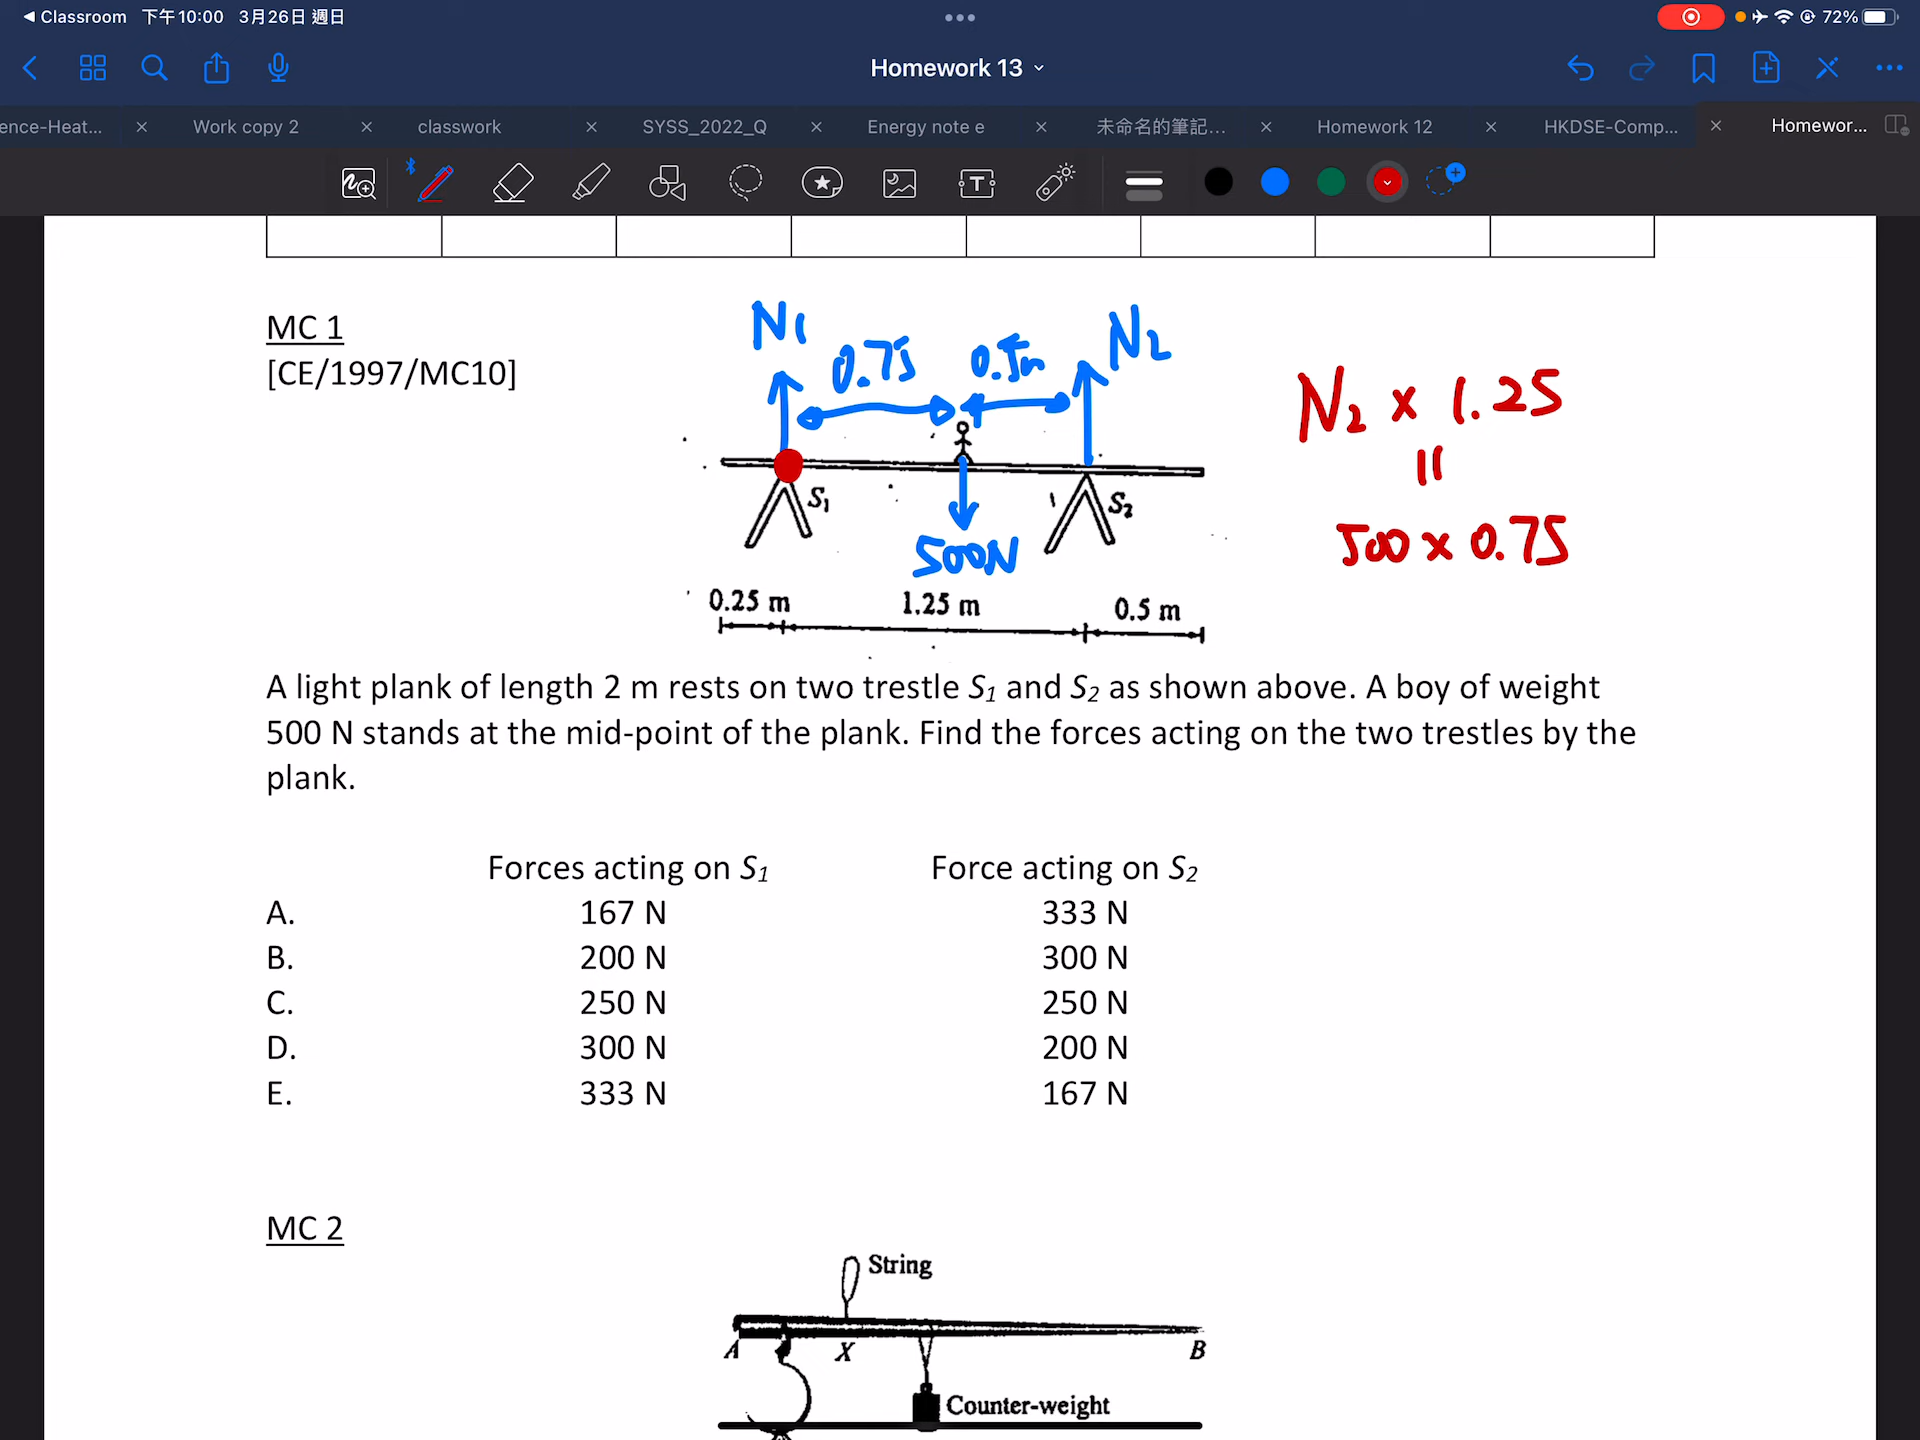 Classroom 下午10:00 3月26日 週日
72%
Homework 13
ence-Heat...
Work copy 2
classwork
SYSS_2022_Q
Energy note e
未命名的筆記...
Homework 12
HKDSE-Comp...
Homewor...
MC 1
[CE/1997/MC10]
N1
0.75
0.5m
N2
S1
S2
500N
0.25 m
1.25 m
0.5 m
N2 x 1.25
=
500 x 0.75
A light plank of length 2 m rests on two trestle S1 and S2 as shown above. A boy of weight
500 N stands at the mid-point of the plank. Find the forces acting on the two trestles by the
plank.
Forces acting on S1 Force acting on S2
A. 167 N 333 N
B. 200 N 300 N
C. 250 N 250 N
D. 300 N 200 N
E. 333 N 167 N
MC 2
String
A X B
Counter-weight